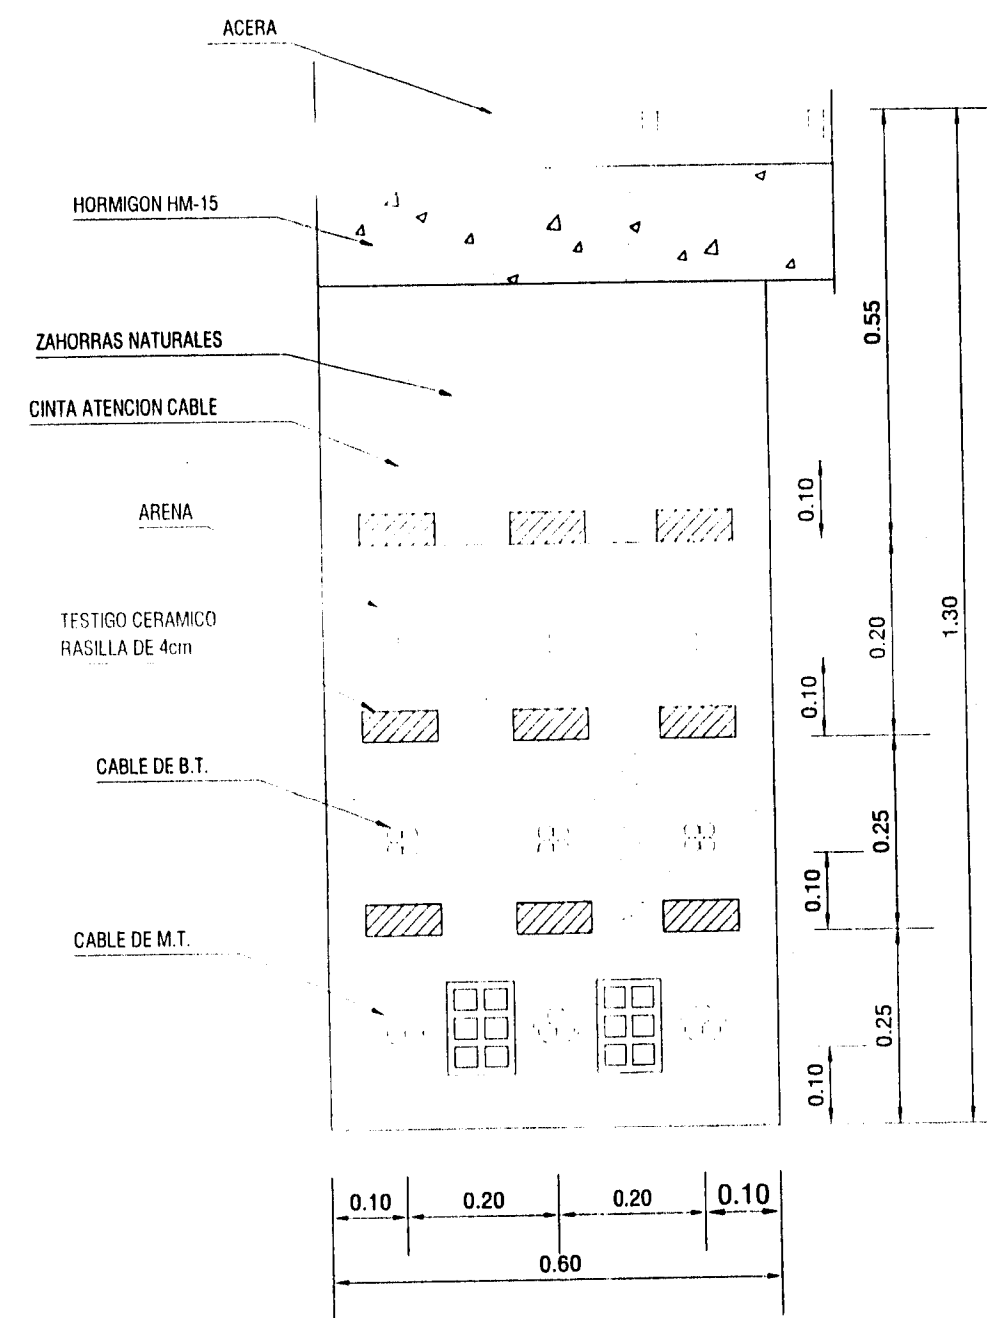 ACERA
HORMIGON HM-15
ZAHORRAS NATURALES
CINTA ATENCION CABLE
ARENA
TESTIGO CERAMICO
RASILLA DE 4cm
CABLE DE B.T.
CABLE DE M.T.
0.55
0.10
0.20
1.30
0.10
0.25
0.10
0.25
0.10
0.10
0.20
0.20
0.10
0.60